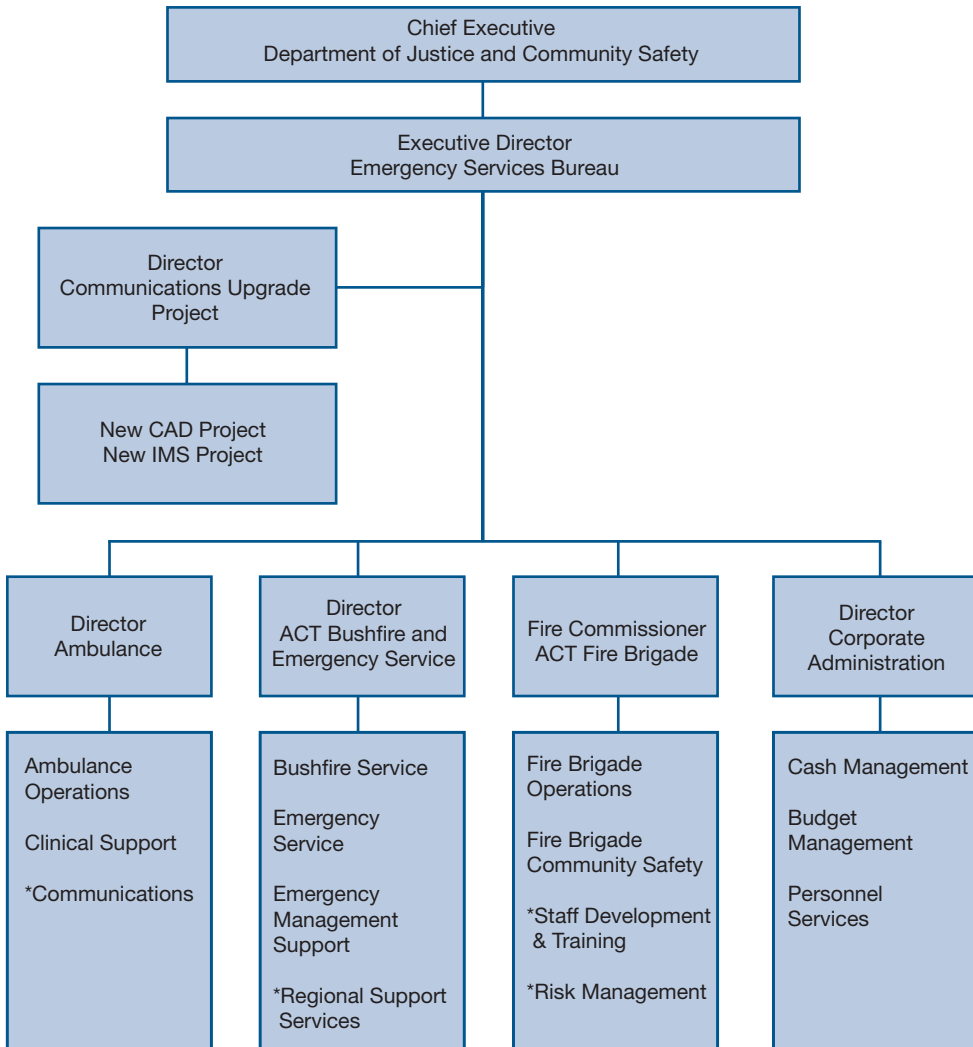 Chief Executive
Department of Justice and Community Safety
Executive Director
Emergency Services Bureau
Director
Communications Upgrade
Project
New CAD Project
New IMS Project
Director
Ambulance
Director
ACT Bushfire and
Emergency Service
Fire Commissioner
ACT Fire Brigade
Director
Corporate
Administration
Ambulance
Operations
Clinical Support
*Communications
Bushfire Service
Emergency
Service
Emergency
Management
Support
*Regional Support
Services
Fire Brigade
Operations
Fire Brigade
Community Safety
*Staff Development
& Training
*Risk Management
Cash Management
Budget
Management
Personnel
Services